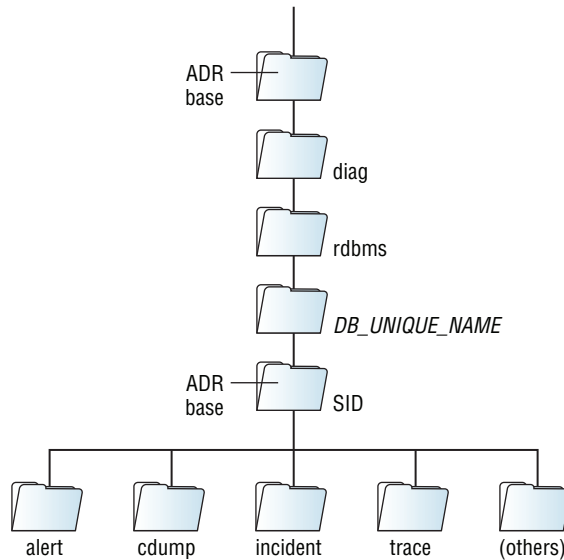 ADR
base
diag
rdbms
DB_UNIQUE_NAME
ADR
base
SID
alert
cdump
incident
trace
(others)